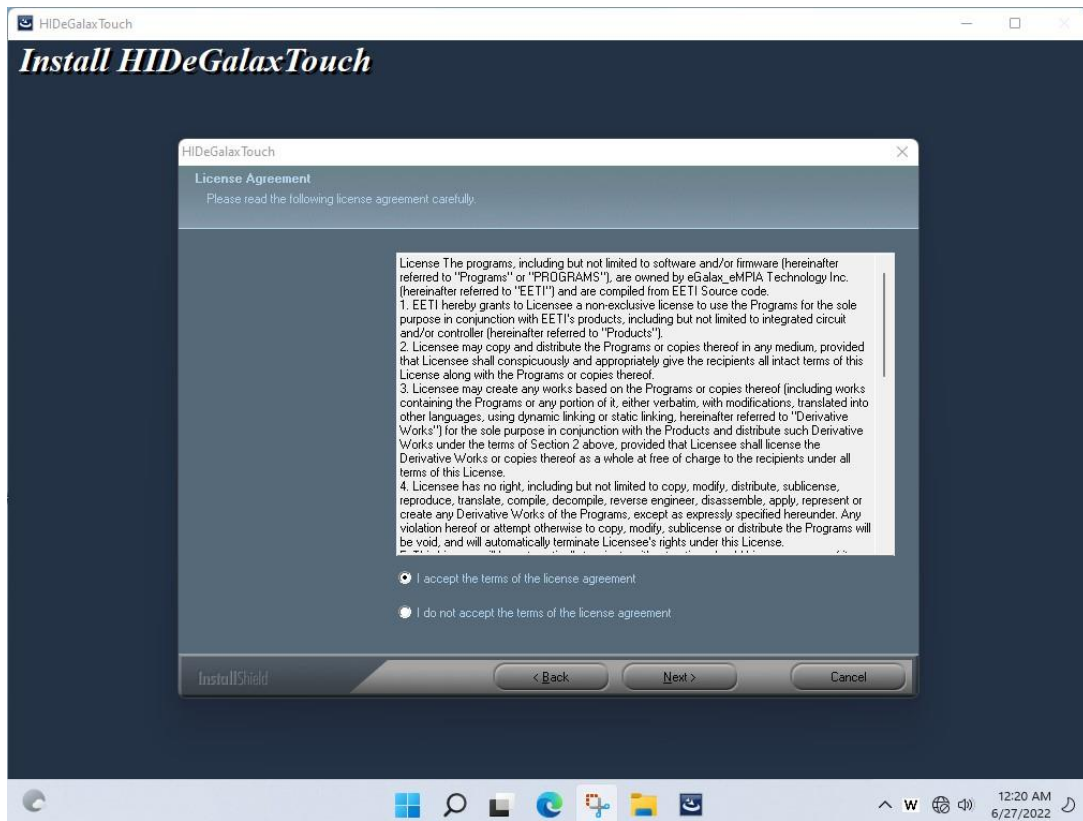 HIDeGalaxTouch
Install HIDeGalaxTouch
HIDeGalaxTouch
License Agreement
Please read the following license agreement carefully.
License The programs, including but not limited to software and/or firmware (hereinafter
referred to "Programs" or "PROGRAMS"), are owned by eGalax_eMPIA Technology Inc.
(hereinafter referred to "EETI") and are compiled from EETI Source code.
1. EETI hereby grants to Licensee a non-exclusive license to use the Programs for the sole
purpose in conjunction with EETI's products, including but not limited to integrated circuit
and/or controller (hereinafter referred to "Products").
2. Licensee may copy and distribute the Programs or copies thereof in any medium, provided
that Licensee shall conspicuously and appropriately give the recipients all intact terms of this
License along with the Programs or copies thereof.
3. Licensee may create any works based on the Programs or copies thereof (including works
containing the Programs or any portion of it, either verbatim, with modifications, translated into
other languages, using dynamic linking or static linking, hereinafter referred to "Derivative
Works") for the sole purpose in conjunction with the Products and distribute such Derivative
Works under the terms of Section 2 above, provided that Licensee shall license the
Derivative Works or copies thereof as a whole at free of charge to the recipients under all
terms of this License.
4. Licensee has no right, including but not limited to copy, modify, distribute, sublicense,
reproduce, translate, compile, decompile, reverse engineer, disassemble, apply, represent or
create any Derivative Works of the Programs, except as expressly specified hereunder. Any
violation hereof or attempt otherwise to copy, modify, sublicense or distribute the Programs will
be void, and will automatically terminate Licensee's rights under this License.
I accept the terms of the license agreement
I do not accept the terms of the license agreement
InstallShield
< Back
Next >
Cancel
W
12:20 AM
6/27/2022